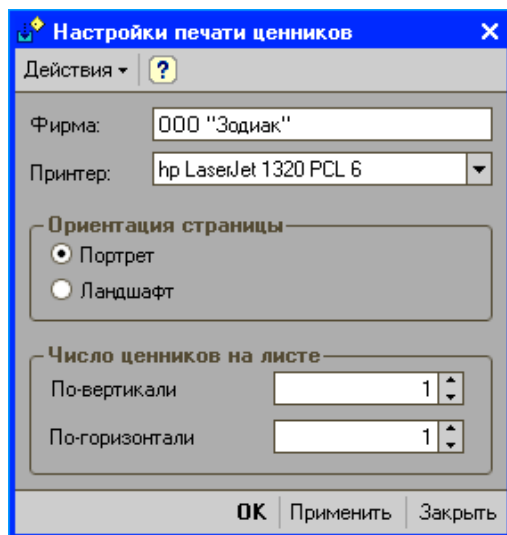 Настройки печати ценников
Действия
?
Фирма: ООО "Зодиак"
Принтер: hp LaserJet 1320 PCL 6
Ориентация страницы
Портрет
Ландшафт
Число ценников на листе
По-вертикали 1
По-горизонтали 1
OK Применить Закрыть